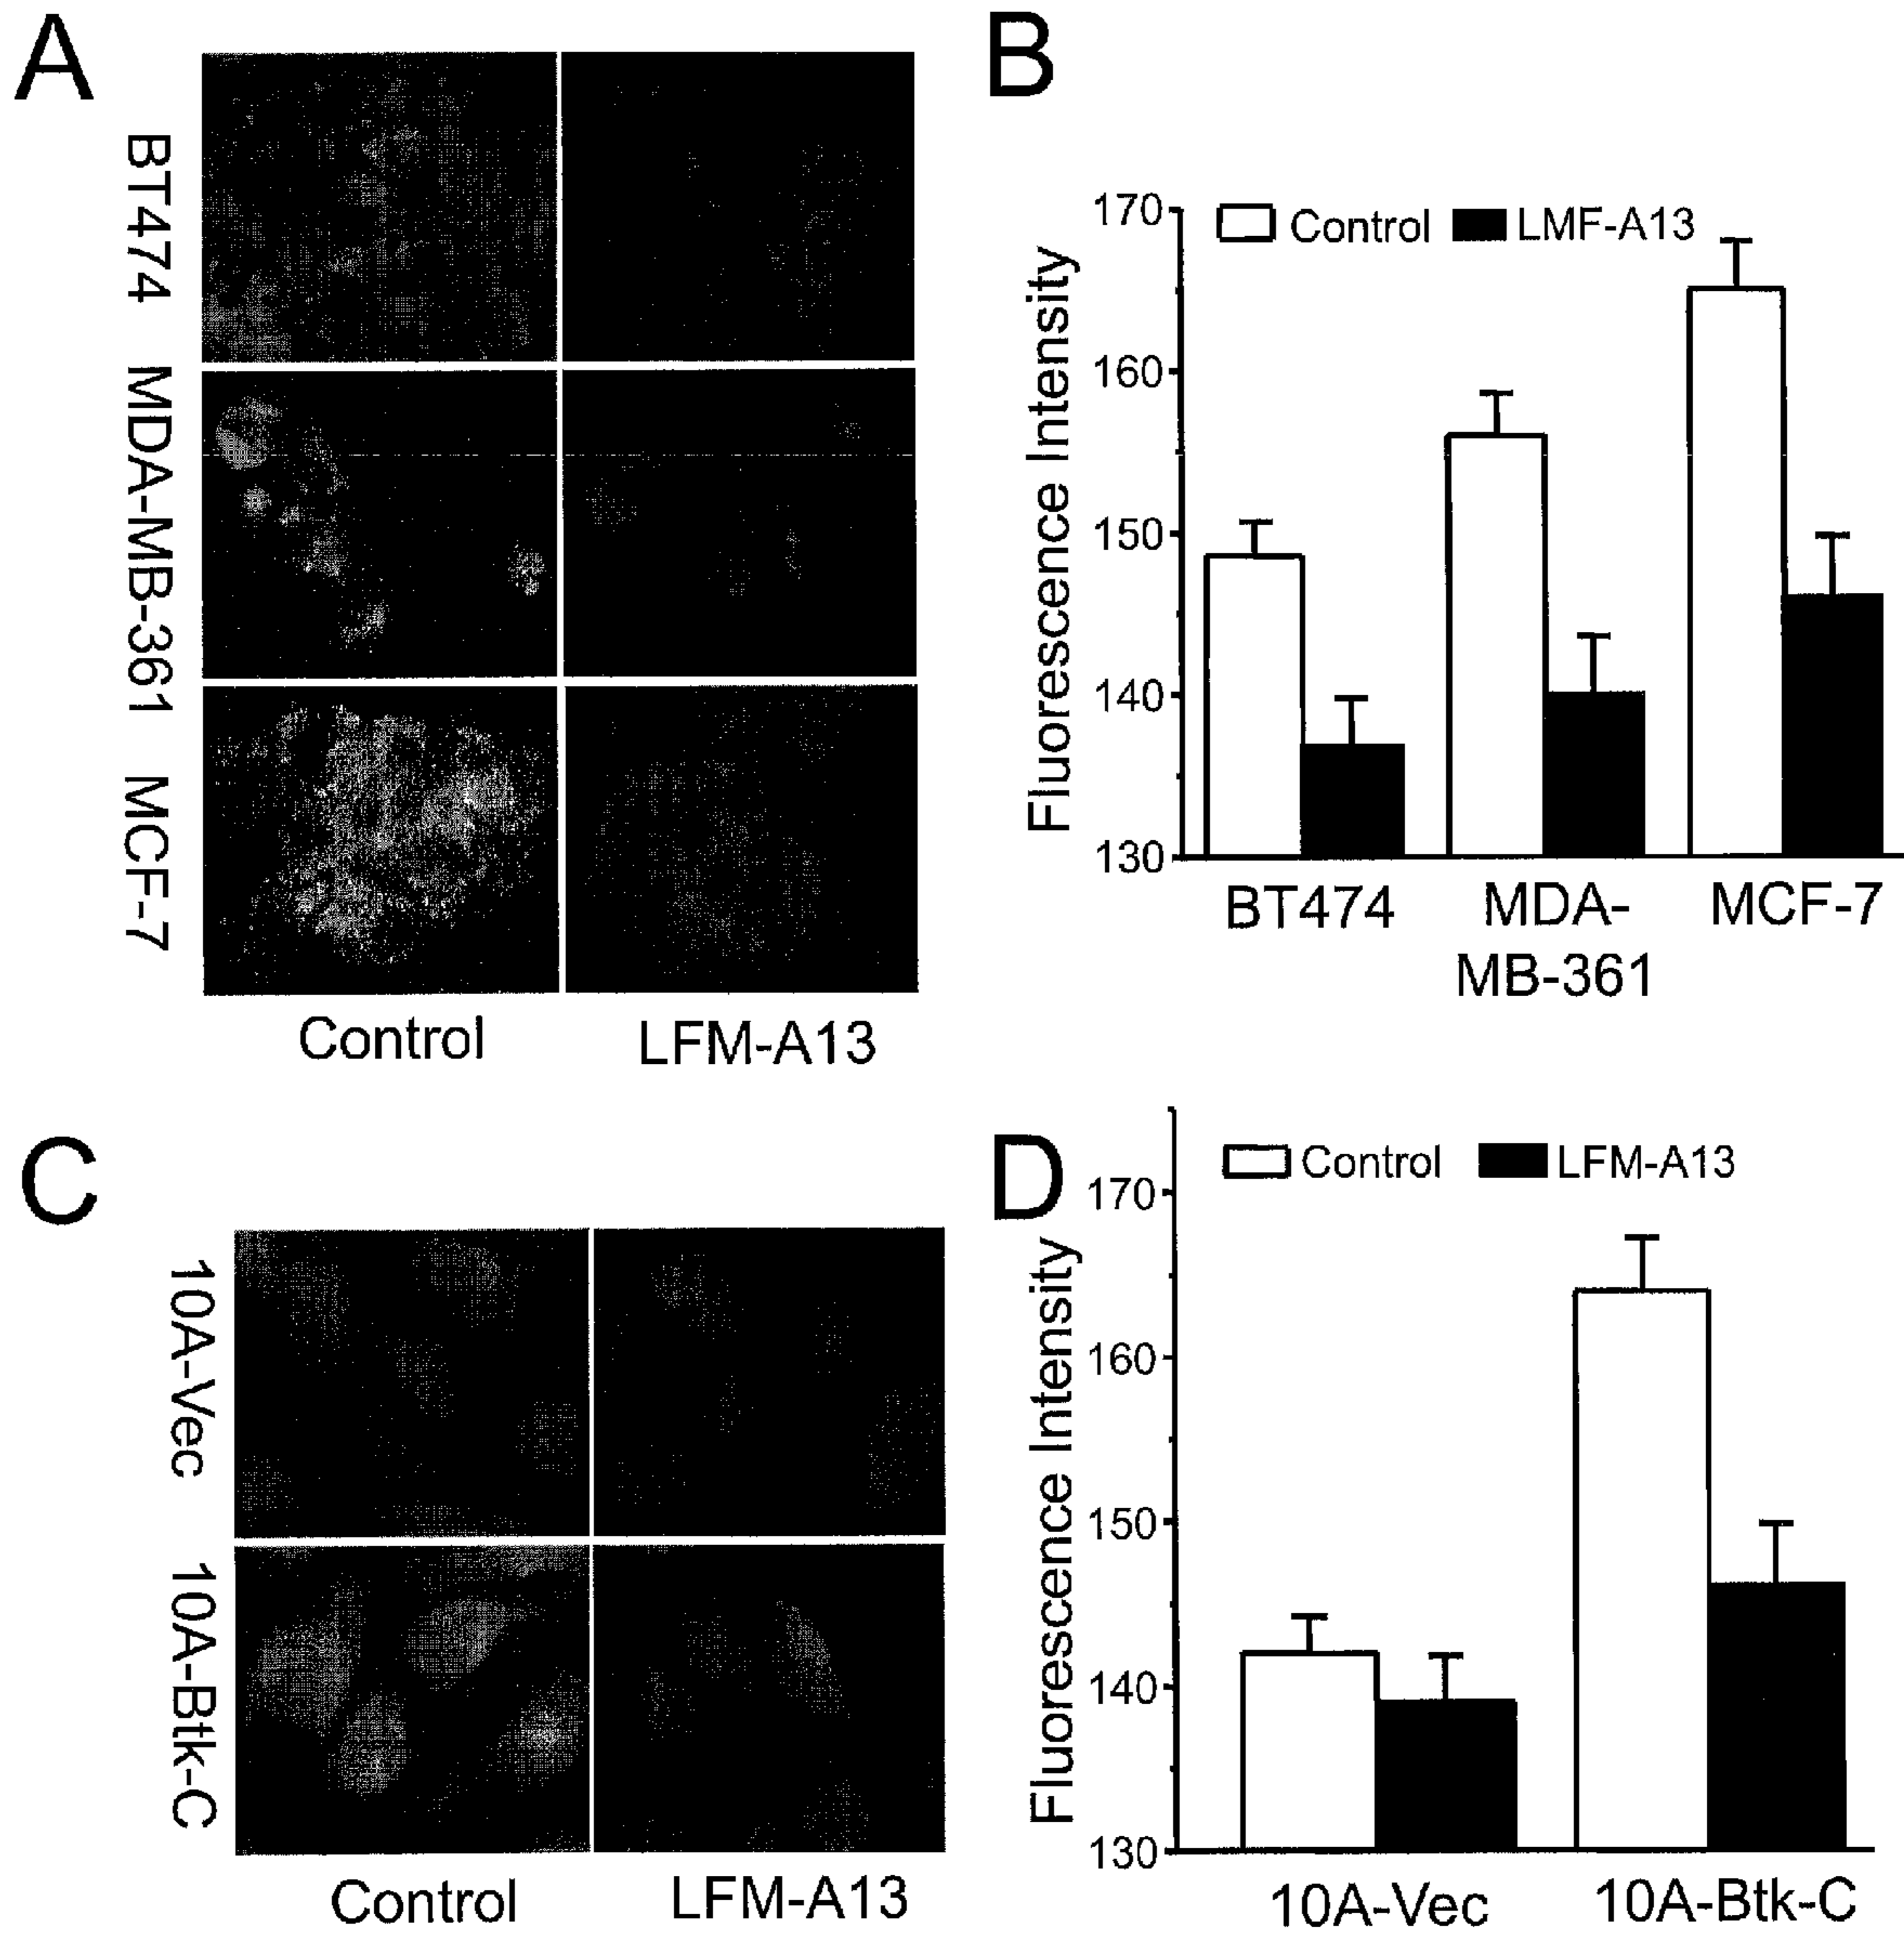 A
BT474
MDA-MB-361
MCF-7
Control
LFM-A13
B
Fluorescence Intensity
170
160
150
140
130
Control
LMF-A13
BT474
MDA-
MB-361
MCF-7
C
10A-Vec
10A-Btk-C
Control
LFM-A13
D
Fluorescence Intensity
170
160
150
140
130
Control
LFM-A13
10A-Vec
10A-Btk-C